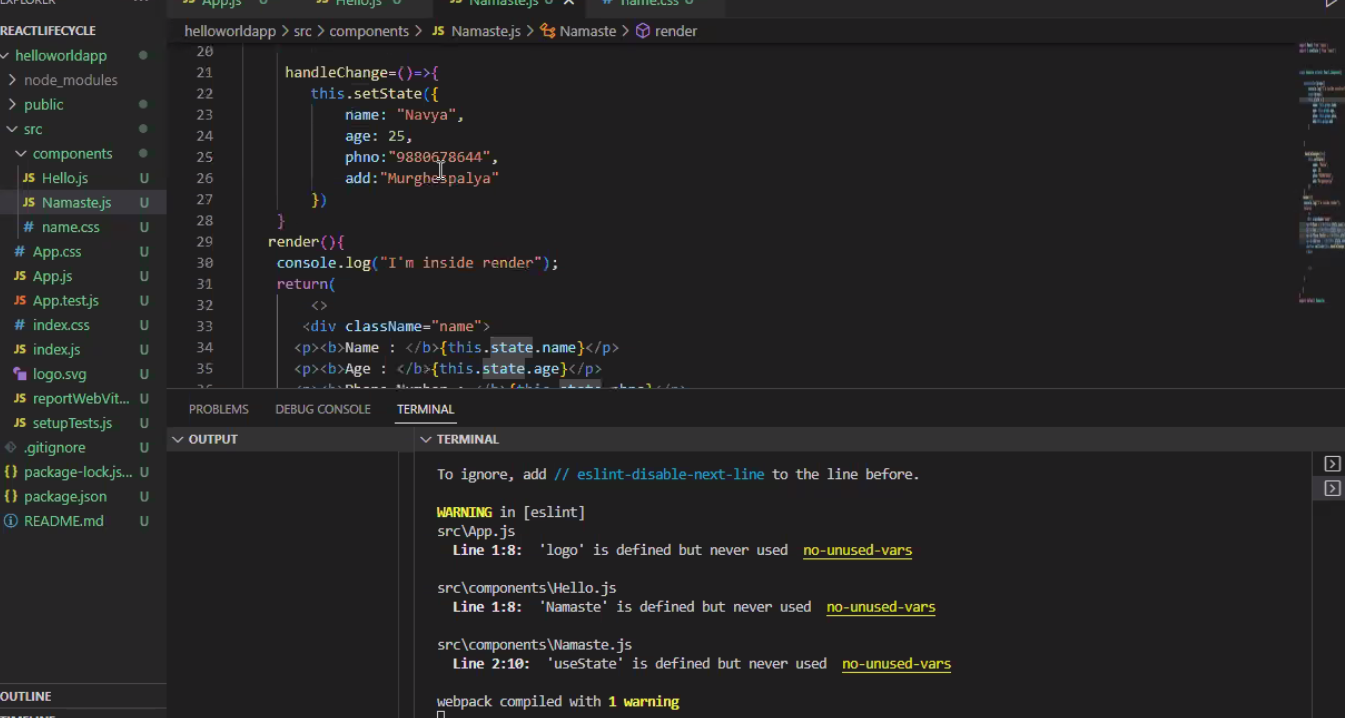 EXPLORER
REACTLIFECYCLE
helloworldapp
node_modules
public
src
components
JS Hello.js U
JS Namaste.js U
# name.css U
# App.css U
JS App.js U
JS App.test.js U
# index.css U
JS index.js U
logo.svg U
JS reportWebVit... U
JS setupTests.js U
.gitignore U
{} package-lock.js... U
{} package.json U
README.md U
OUTLINE
TIMELINE
JS App.js U
JS Hello.js U
JS Namaste.js U
# name.css U
helloworldapp > src > components > JS Namaste.js > Namaste > render
20
21 handleChange=()=>{
22 this.setState({
23 name: "Navya",
24 age: 25,
25 phno:"9880678644",
26 add:"Murghespalya"
27 })
28 }
29 render(){
30 console.log("I'm inside render");
31 return(
32 <>
33 <div className="name">
34 <p><b>Name : </b>{this.state.name}</p>
35 <p><b>Age : </b>{this.state.age}</p>
36 <p><b>Phone Number : </b>{this.state.phno}</p>
PROBLEMS DEBUG CONSOLE TERMINAL
OUTPUT
TERMINAL
To ignore, add // eslint-disable-next-line to the line before.
WARNING in [eslint]
src\App.js
Line 1:8: 'logo' is defined but never used no-unused-vars
src\components\Hello.js
Line 1:8: 'Namaste' is defined but never used no-unused-vars
src\components\Namaste.js
Line 2:10: 'useState' is defined but never used no-unused-vars
webpack compiled with 1 warning